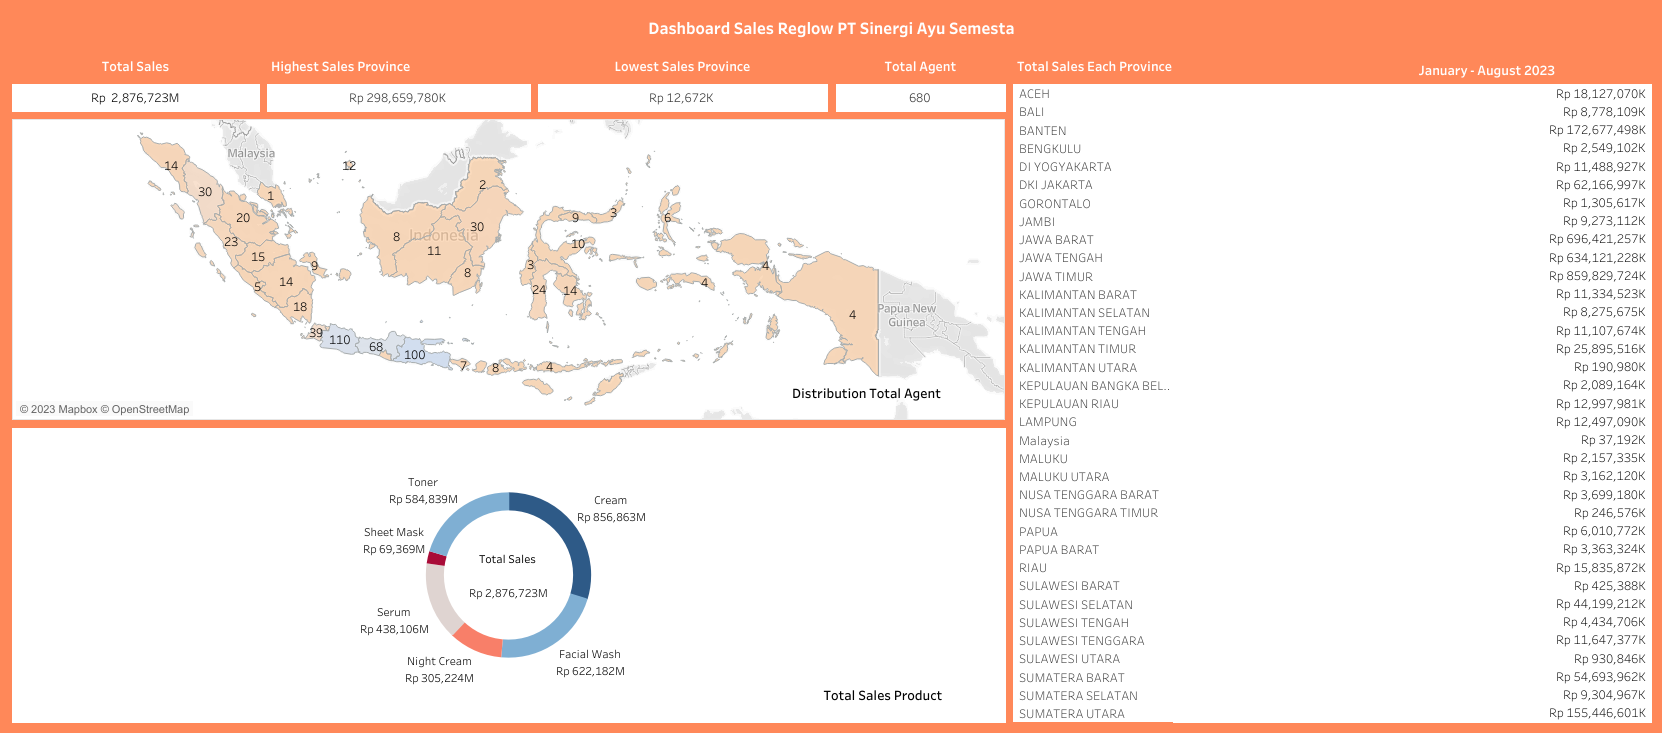 Dashboard Sales Reglow PT Sinergi Ayu Semesta
Total Sales
Highest Sales Province
Lowest Sales Province
Total Agent
Rp 2,876,723M
Rp 298,659,780K
Rp 12,672K
680
Malaysia
Indonesia
Papua New
Guinea
14
12
30
1
20
23
15
9
14
5
18
39
110
68
100
7
8
4
2
30
8
11
8
9
3
10
6
3
24
14
4
4
4
Distribution Total Agent
© 2023 Mapbox © OpenStreetMap
Toner
Rp 584,839M
Cream
Rp 856,863M
Sheet Mask
Rp 69,369M
Total Sales
Rp 2,876,723M
Serum
Rp 438,106M
Night Cream
Rp 305,224M
Facial Wash
Rp 622,182M
Total Sales Product
Total Sales Each Province
January - August 2023
ACEH Rp 18,127,070K
BALI Rp 8,778,109K
BANTEN Rp 172,677,498K
BENGKULU Rp 2,549,102K
DI YOGYAKARTA Rp 11,488,927K
DKI JAKARTA Rp 62,166,997K
GORONTALO Rp 1,305,617K
JAMBI Rp 9,273,112K
JAWA BARAT Rp 696,421,257K
JAWA TENGAH Rp 634,121,228K
JAWA TIMUR Rp 859,829,724K
KALIMANTAN BARAT Rp 11,334,523K
KALIMANTAN SELATAN Rp 8,275,675K
KALIMANTAN TENGAH Rp 11,107,674K
KALIMANTAN TIMUR Rp 25,895,516K
KALIMANTAN UTARA Rp 190,980K
KEPULAUAN BANGKA BEL.. Rp 2,089,164K
KEPULAUAN RIAU Rp 12,997,981K
LAMPUNG Rp 12,497,090K
Malaysia Rp 37,192K
MALUKU Rp 2,157,335K
MALUKU UTARA Rp 3,162,120K
NUSA TENGGARA BARAT Rp 3,699,180K
NUSA TENGGARA TIMUR Rp 246,576K
PAPUA Rp 6,010,772K
PAPUA BARAT Rp 3,363,324K
RIAU Rp 15,835,872K
SULAWESI BARAT Rp 425,388K
SULAWESI SELATAN Rp 44,199,212K
SULAWESI TENGAH Rp 4,434,706K
SULAWESI TENGGARA Rp 11,647,377K
SULAWESI UTARA Rp 930,846K
SUMATERA BARAT Rp 54,693,962K
SUMATERA SELATAN Rp 9,304,967K
SUMATERA UTARA Rp 155,446,601K